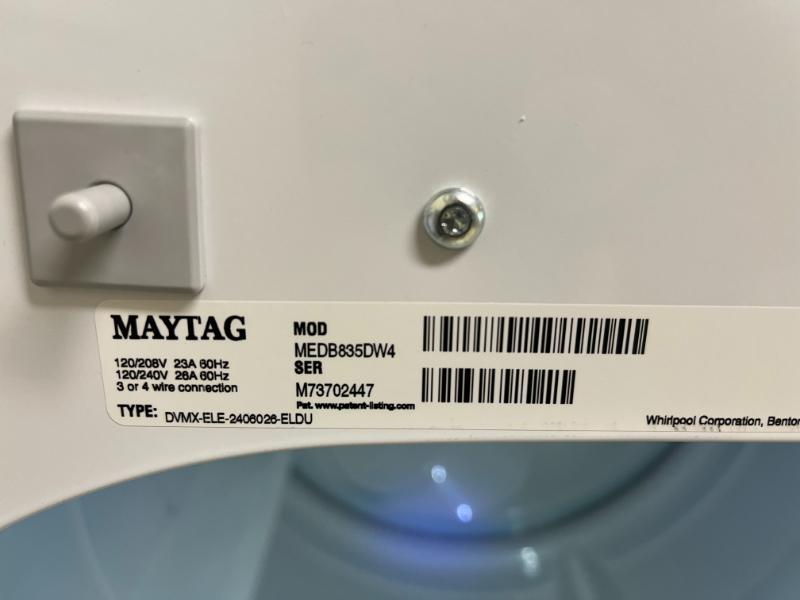 MAYTAG
120/208V 23A 60Hz
120/240V 26A 60Hz
3 or 4 wire connection
TYPE: DVMX-ELE-2406026-ELDU
MOD
MEDB835DW4
SER
M73702447
Pat. www.patent-listing.com
Whirlpool Corporation, Benton